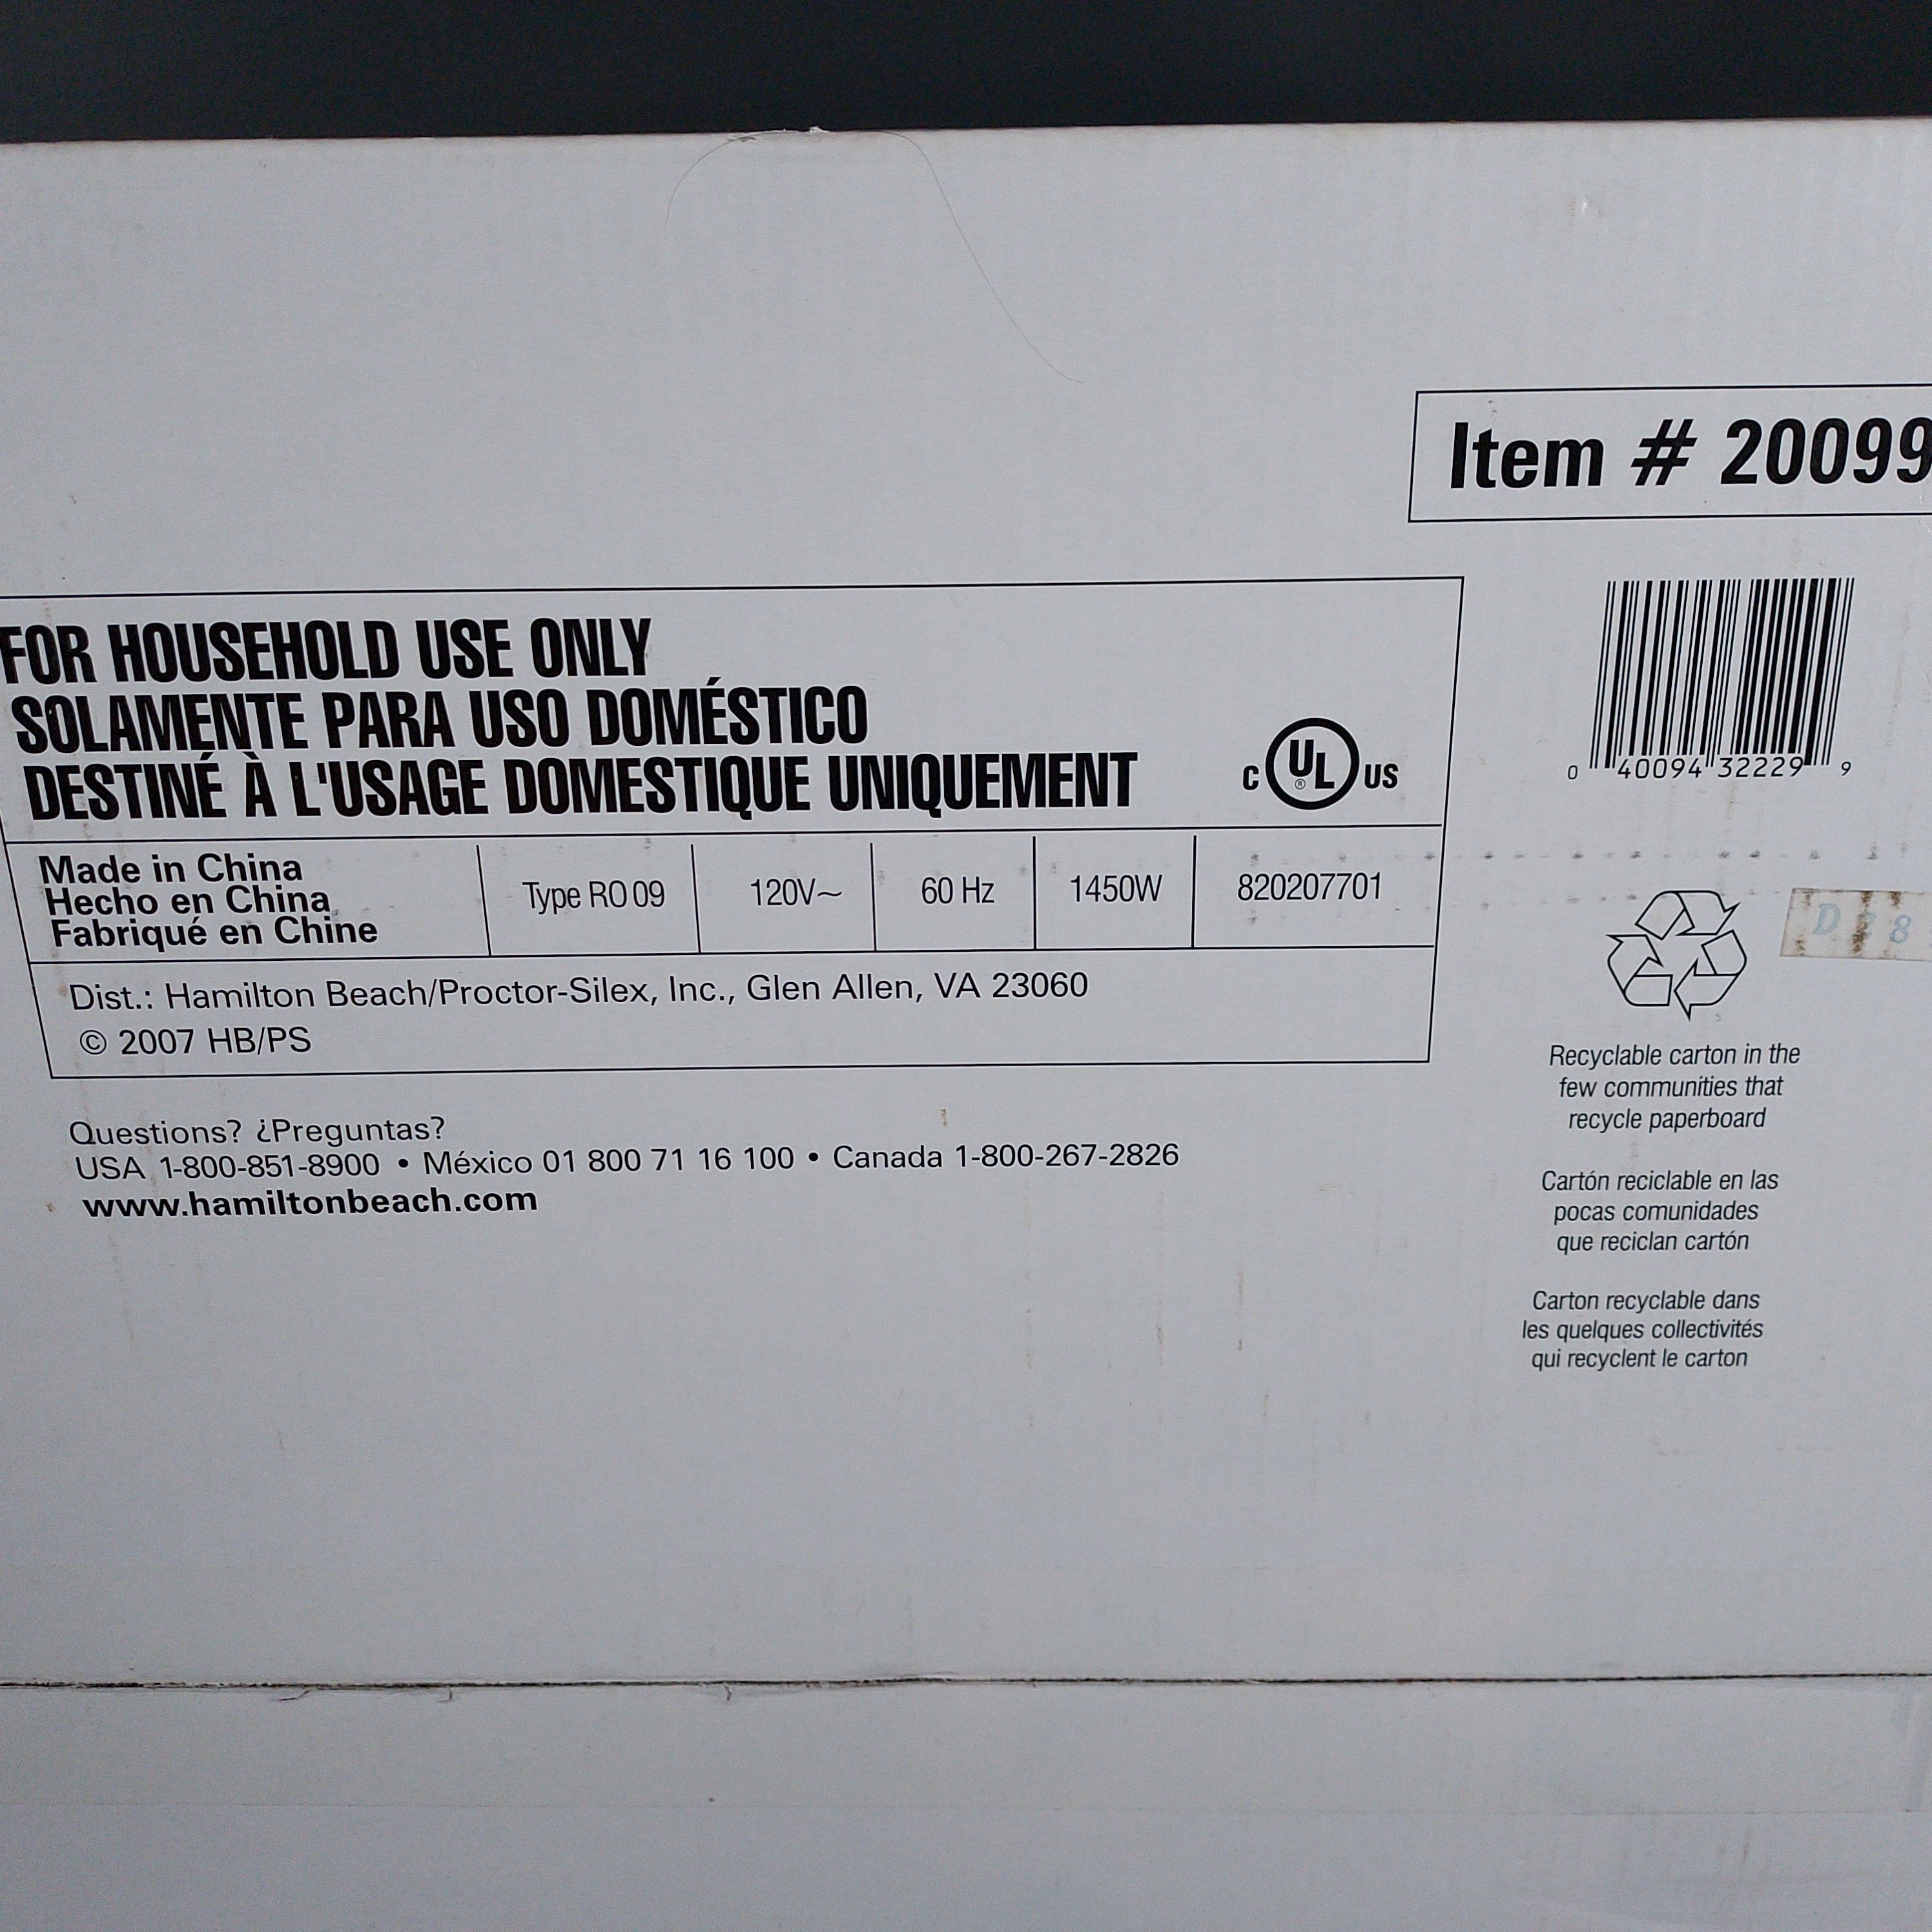 Item # 20099
FOR HOUSEHOLD USE ONLY
SOLAMENTE PARA USO DOMÉSTICO
DESTINÉ À L'USAGE DOMESTIQUE UNIQUEMENT
C UL ® US
0 40094 32229 9
Made in China
Hecho en China
Fabriqué en Chine
Type RO 09
120V~
60 Hz
1450W
820207701
Dist.: Hamilton Beach/Proctor-Silex, Inc., Glen Allen, VA 23060
© 2007 HB/PS
Questions? ¿Preguntas?
USA 1-800-851-8900 • México 01 800 71 16 100 • Canada 1-800-267-2826
www.hamiltonbeach.com
Recyclable carton in the
few communities that
recycle paperboard
Cartón reciclable en las
pocas comunidades
que reciclan cartón
Carton recyclable dans
les quelques collectivités
qui recyclent le carton